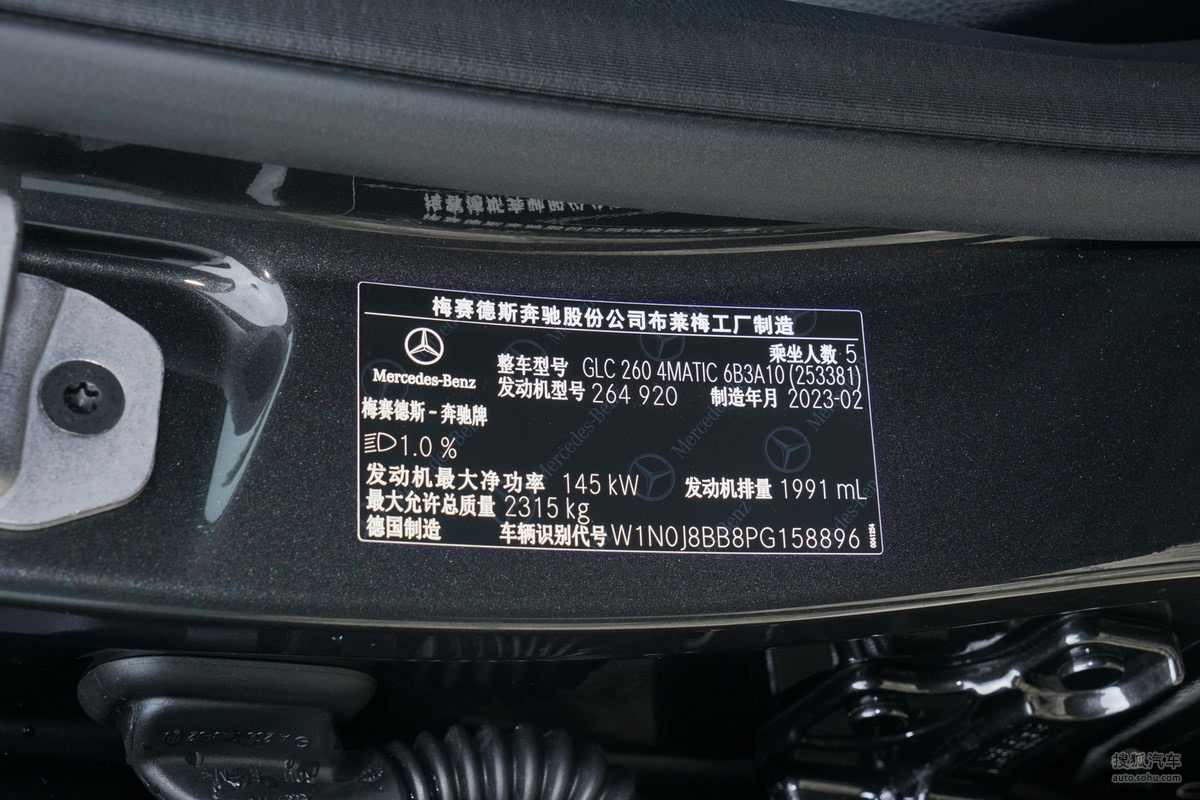 梅赛德斯奔驰股份公司布莱梅工厂制造
乘坐人数 5
Mercedes-Benz
整车型号 GLC 260 4MATIC 6B3A10 (253381)
发动机型号 264 920 制造年月 2023-02
梅赛德斯-奔驰牌
1.0 %
发动机最大净功率 145 kW 发动机排量 1991 mL
最大允许总质量 2315 kg
德国制造 车辆识别代号 W1N0J8BB8PG158896
搜狐汽车
auto.sohu.com